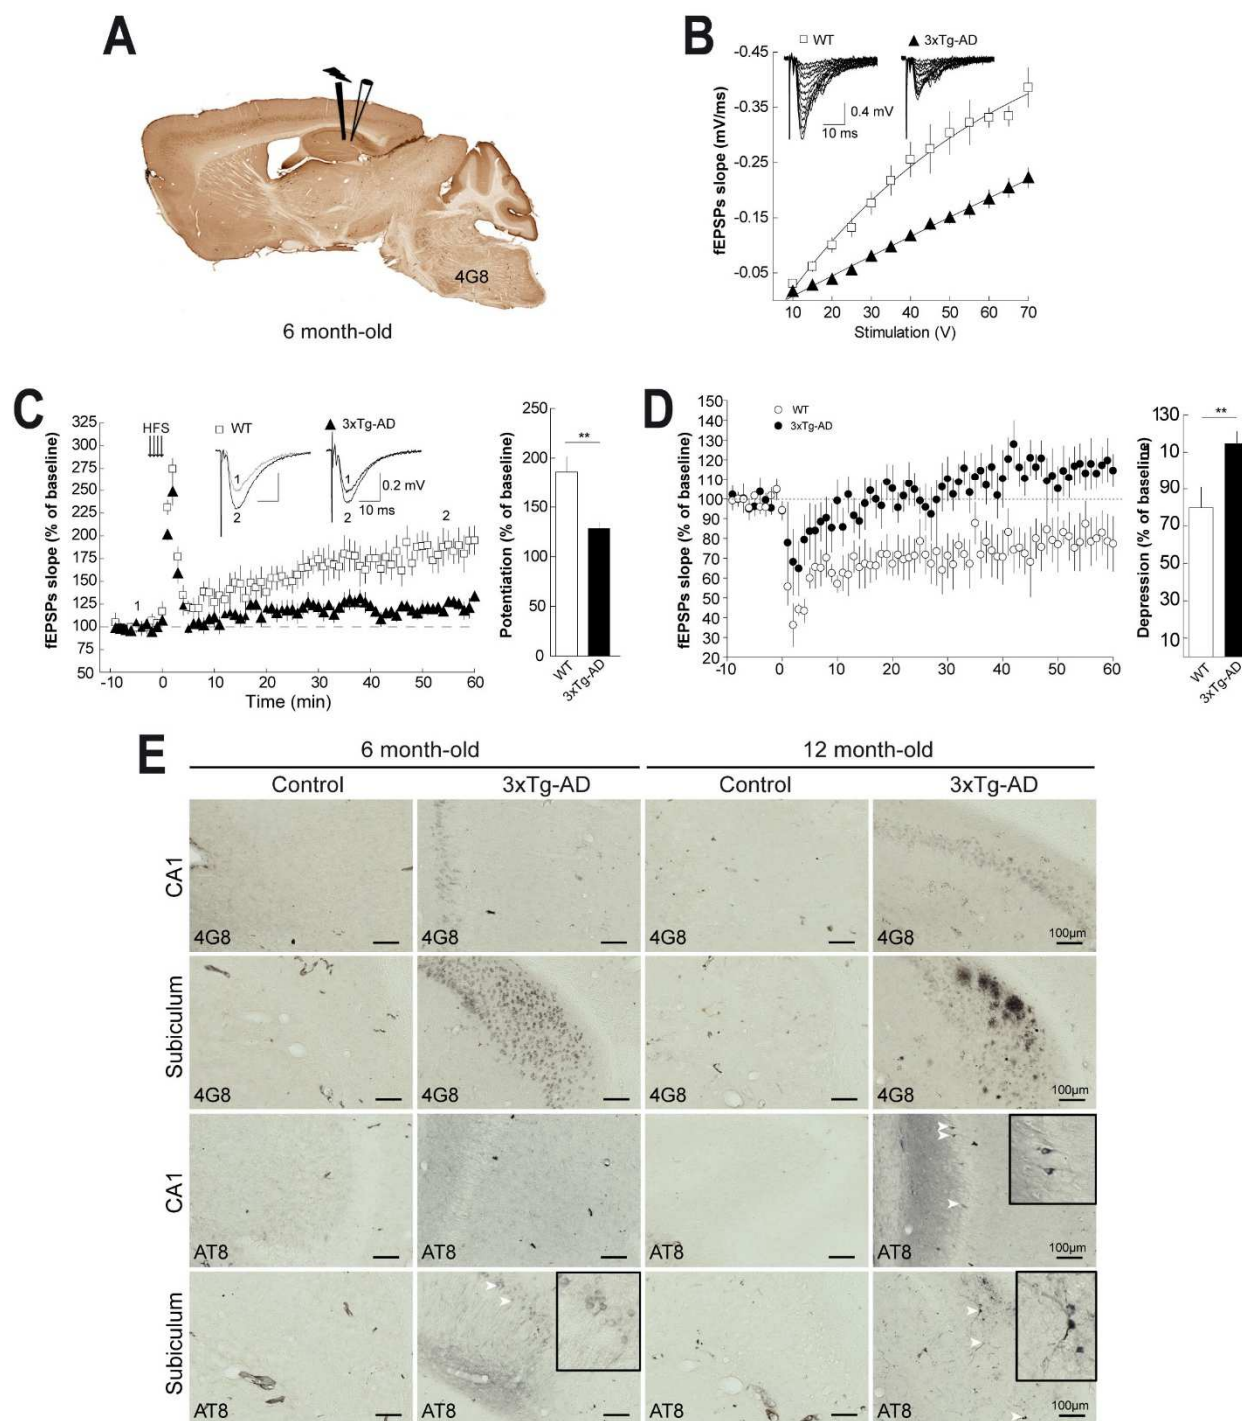 A
4G8
6 month-old
B
WT
3xTg-AD
-0.45
-0.35
-0.25
-0.15
-0.05
fEPSPs slope (mV/ms)
0.4 mV
10 ms
10 20 30 40 50 60 70
Stimulation (V)
C
325
300
275
250
225
200
175
150
125
100
75
50
fEPSPs slope (% of baseline)
HFS
WT
3xTg-AD
1
2
1
2
0.2 mV
10 ms
1
2
-10 0 10 20 30 40 50 60
Time (min)
250
200
150
100
50
0
Potentiation (% of baseline)
**
WT
3xTg-AD
D
150
140
130
120
110
100
90
80
70
60
50
40
30
20
fEPSPs slope (% of baseline)
WT
3xTg-AD
-10 0 10 20 30 40 50 60
130
110
90
70
50
30
10
Depression (% of baseline)
**
WT
3xTg-AD
E
6 month-old 12 month-old
Control 3xTg-AD Control 3xTg-AD
CA1
4G8 4G8 4G8 4G8 100µm
Subiculum
4G8 4G8 4G8 4G8 100µm
CA1
AT8 AT8 AT8 AT8 100µm
Subiculum
AT8 AT8 AT8 AT8 100µm